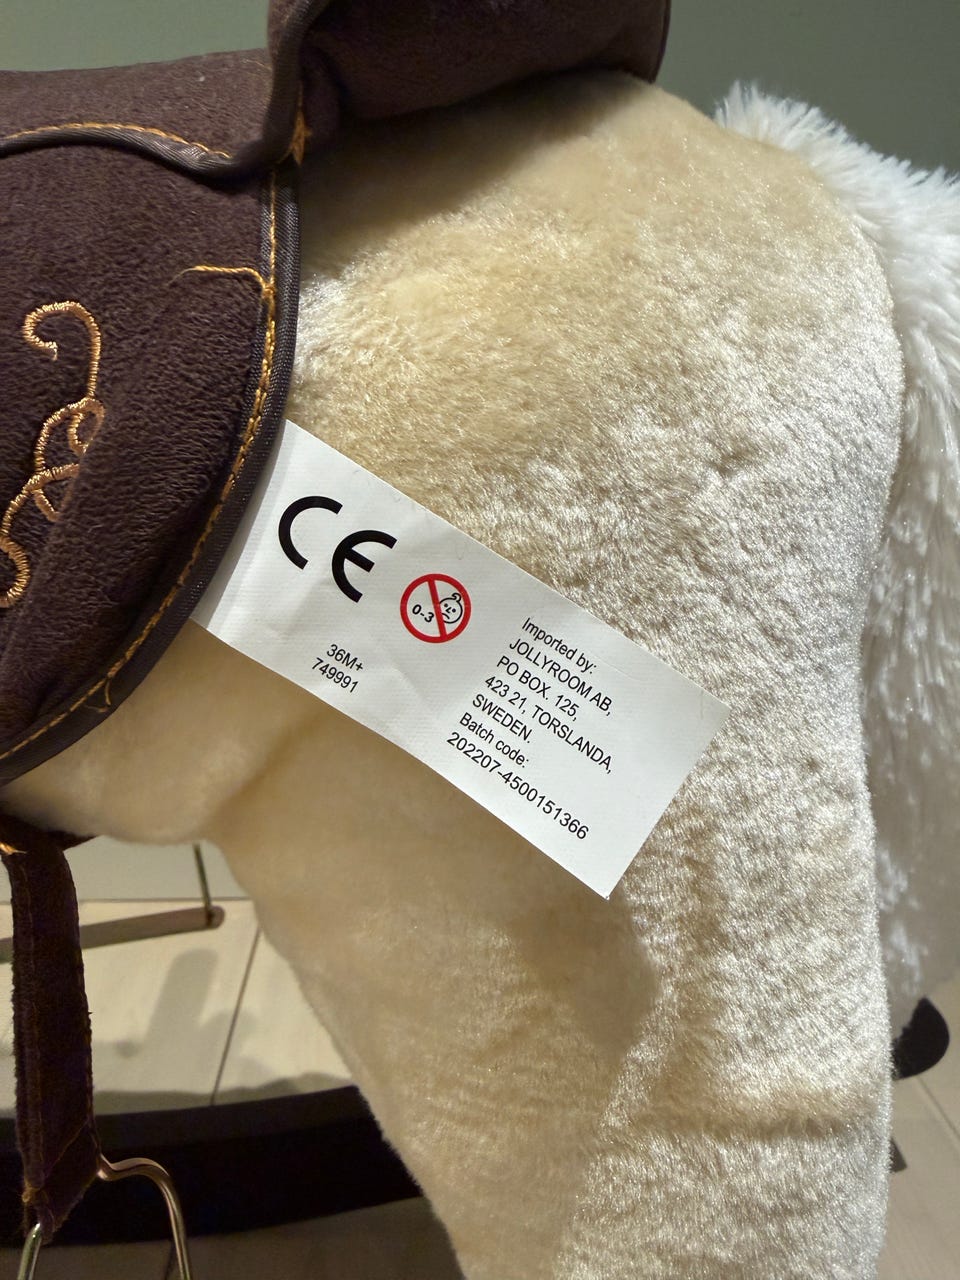 CE
0-3
36M+
749991
Imported by:
JOLLYROOM AB,
PO BOX. 125,
423 21, TORSLANDA,
SWEDEN.
Batch code:
202207-4500151366